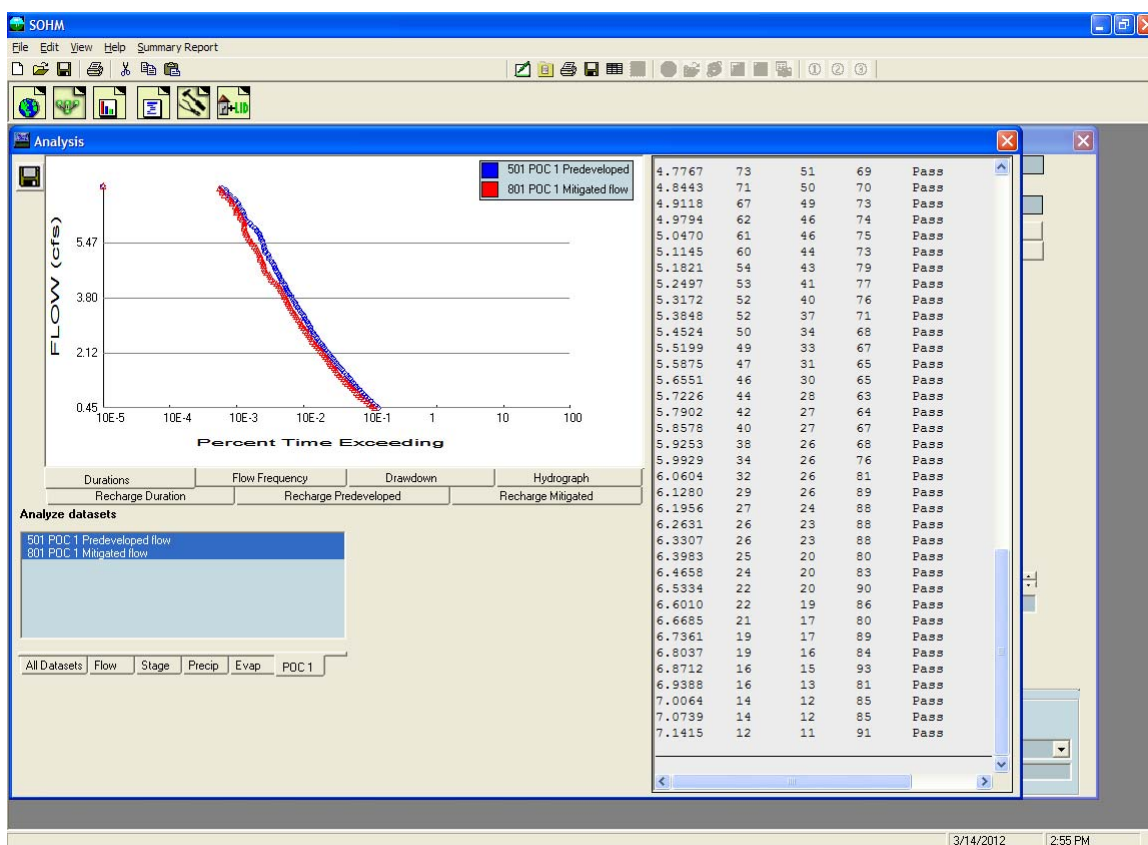 SOHM
File Edit View Help Summary Report
Analysis
501 POC 1 Predeveloped
801 POC 1 Mitigated flow
FLOW (cfs)
5.47
3.80
2.12
0.45
10E-5 10E-4 10E-3 10E-2 10E-1 1 10 100
Percent Time Exceeding
Durations Flow Frequency Drawdown Hydrograph
Recharge Duration Recharge Predeveloped Recharge Mitigated
Analyze datasets
501 POC 1 Predeveloped flow
801 POC 1 Mitigated flow
All Datasets Flow Stage Precip Evap POC 1
4.7767 73 51 69 Pass
4.8443 71 50 70 Pass
4.9118 67 49 73 Pass
4.9794 62 46 74 Pass
5.0470 61 46 75 Pass
5.1145 60 44 73 Pass
5.1821 54 43 79 Pass
5.2497 53 41 77 Pass
5.3172 52 40 76 Pass
5.3848 52 37 71 Pass
5.4524 50 34 68 Pass
5.5199 49 33 67 Pass
5.5875 47 31 65 Pass
5.6551 46 30 65 Pass
5.7226 44 28 63 Pass
5.7902 42 27 64 Pass
5.8578 40 27 67 Pass
5.9253 38 26 68 Pass
5.9929 34 26 76 Pass
6.0604 32 26 81 Pass
6.1280 29 26 89 Pass
6.1956 27 24 88 Pass
6.2631 26 23 88 Pass
6.3307 26 23 88 Pass
6.3983 25 20 80 Pass
6.4658 24 20 83 Pass
6.5334 22 20 90 Pass
6.6010 22 19 86 Pass
6.6685 21 17 80 Pass
6.7361 19 17 89 Pass
6.8037 19 16 84 Pass
6.8712 16 15 93 Pass
6.9388 16 13 81 Pass
7.0064 14 12 85 Pass
7.0739 14 12 85 Pass
7.1415 12 11 91 Pass
3/14/2012 2:55 PM